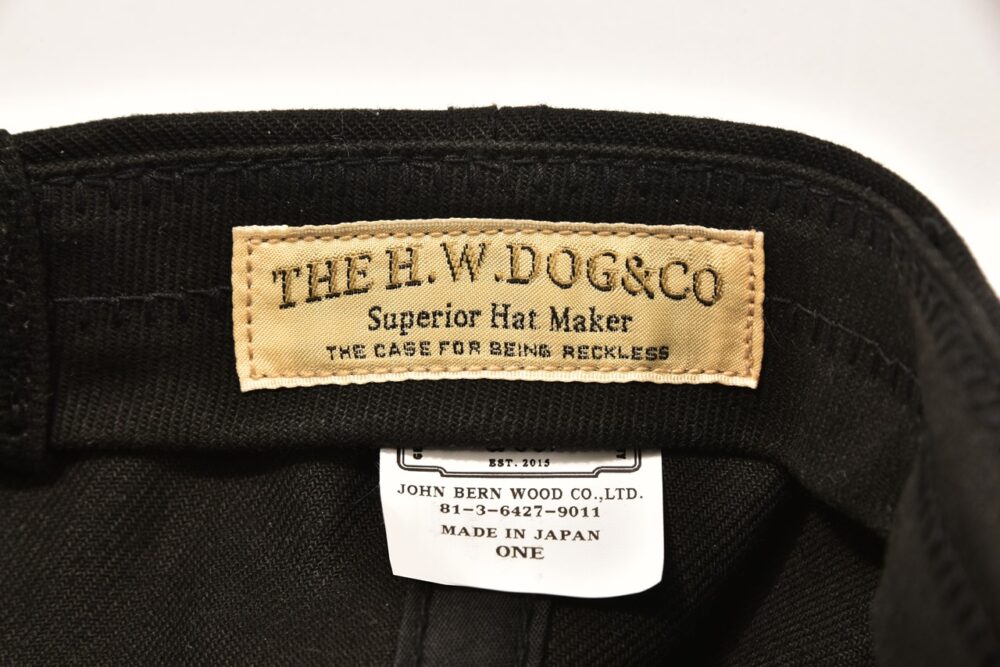 THE H.W.DOG&CO
Superior Hat Maker
THE CASE FOR BEING RECKLESS
EST. 2015
JOHN BERN WOOD CO.,LTD.
81-3-6427-9011
MADE IN JAPAN
ONE